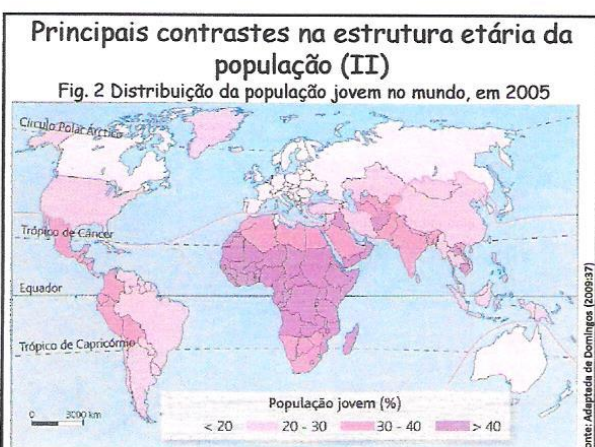 Principais contrastes na estrutura etária da
população (II)
Fig. 2 Distribuição da população jovem no mundo, em 2005
Círculo Polar Árctico
Trópico de Câncer
Equador
Trópico de Capricórnio
0 3000 km
População jovem (%)
< 20 20 - 30 30 - 40 > 40
Fonte: Adaptada de Domingos (2009:37)